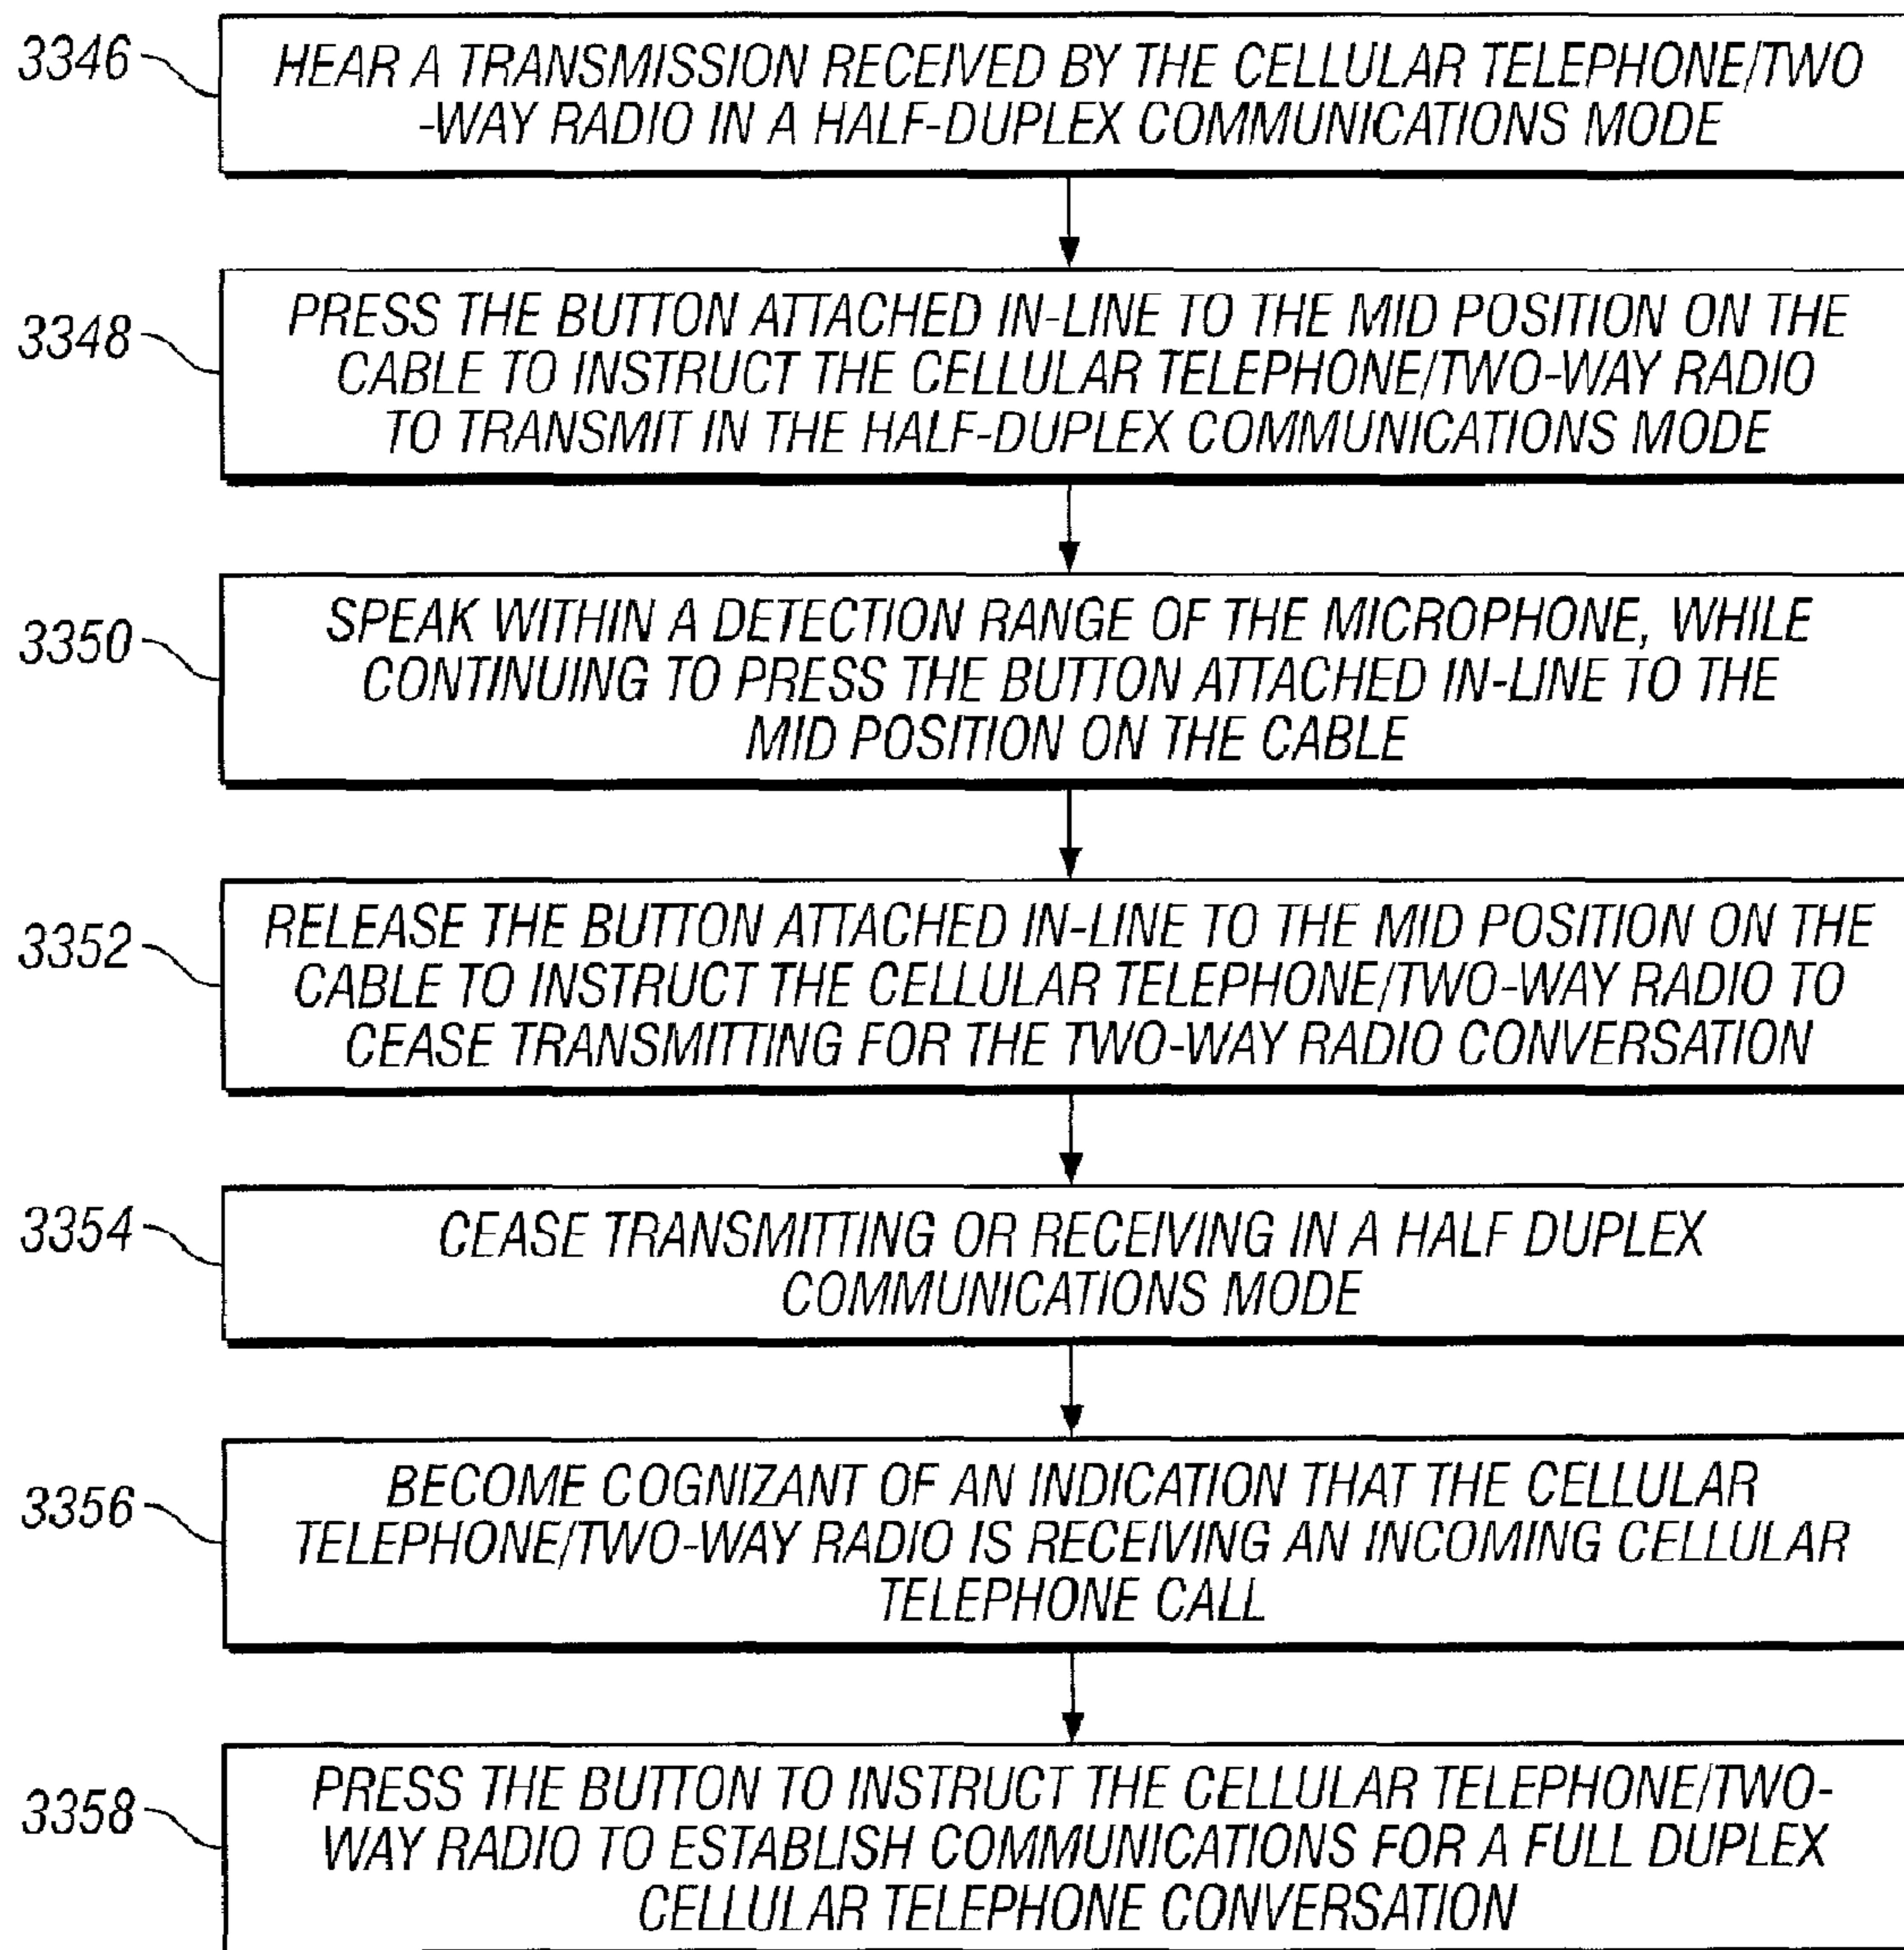 3346
HEAR A TRANSMISSION RECEIVED BY THE CELLULAR TELEPHONE/TWO
-WAY RADIO IN A HALF-DUPLEX COMMUNICATIONS MODE
3348
PRESS THE BUTTON ATTACHED IN-LINE TO THE MID POSITION ON THE
CABLE TO INSTRUCT THE CELLULAR TELEPHONE/TWO-WAY RADIO
TO TRANSMIT IN THE HALF-DUPLEX COMMUNICATIONS MODE
3350
SPEAK WITHIN A DETECTION RANGE OF THE MICROPHONE, WHILE
CONTINUING TO PRESS THE BUTTON ATTACHED IN-LINE TO THE
MID POSITION ON THE CABLE
3352
RELEASE THE BUTTON ATTACHED IN-LINE TO THE MID POSITION ON THE
CABLE TO INSTRUCT THE CELLULAR TELEPHONE/TWO-WAY RADIO TO
CEASE TRANSMITTING FOR THE TWO-WAY RADIO CONVERSATION
3354
CEASE TRANSMITTING OR RECEIVING IN A HALF DUPLEX
COMMUNICATIONS MODE
3356
BECOME COGNIZANT OF AN INDICATION THAT THE CELLULAR
TELEPHONE/TWO-WAY RADIO IS RECEIVING AN INCOMING CELLULAR
TELEPHONE CALL
3358
PRESS THE BUTTON TO INSTRUCT THE CELLULAR TELEPHONE/TWO-
WAY RADIO TO ESTABLISH COMMUNICATIONS FOR A FULL DUPLEX
CELLULAR TELEPHONE CONVERSATION